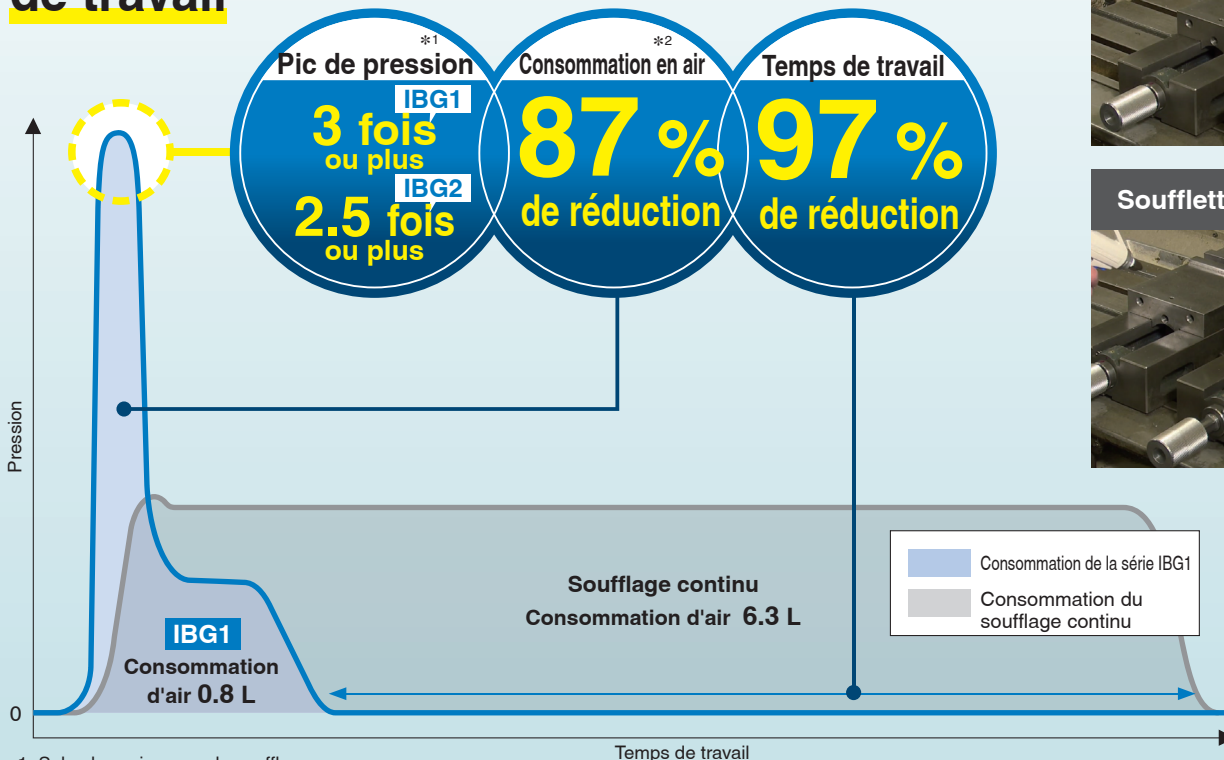 de travail
*1
Pic de pression
IBG1
3 fois
ou plus
IBG2
2.5 fois
ou plus
*2
Consommation en air
87 %
de réduction
Temps de travail
97 %
de réduction
Pression
Soufflage continu
Consommation d'air 6.3 L
IBG1
Consommation
d'air 0.8 L
Consommation de la série IBG1
Consommation du
soufflage continu
0
Temps de travail